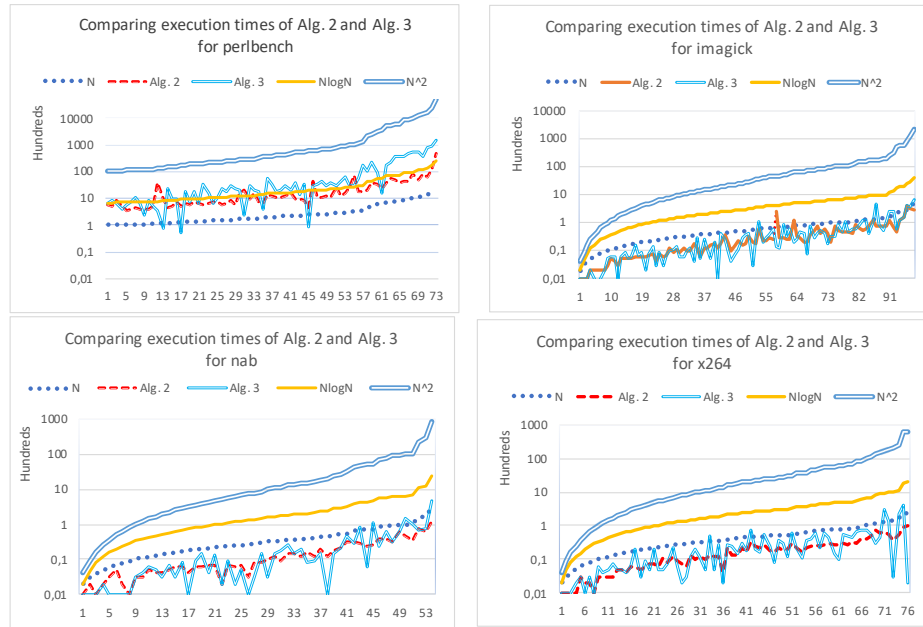 Comparing execution times of Alg. 2 and Alg. 3
for perlbench
N Alg. 2 Alg. 3 NlogN N^2
Hundreds
10000
1000
100
10
1
0,1
0,01
1 5 9 13 17 21 25 29 33 37 41 45 49 53 57 61 65 69 73
Comparing execution times of Alg. 2 and Alg. 3
for imagick
N Alg. 2 Alg. 3 NlogN N^2
Hundreds
10000
1000
100
10
1
0,1
0,01
1 10 19 28 37 46 55 64 73 82 91
Comparing execution times of Alg. 2 and Alg. 3
for nab
N Alg. 2 Alg. 3 NlogN N^2
Hundreds
1000
100
10
1
0,1
0,01
1 5 9 13 17 21 25 29 33 37 41 45 49 53
Comparing execution times of Alg. 2 and Alg. 3
for x264
N Alg. 2 Alg. 3 NlogN N^2
Hundreds
1000
100
10
1
0,1
0,01
1 6 11 16 21 26 31 36 41 46 51 56 61 66 71 76